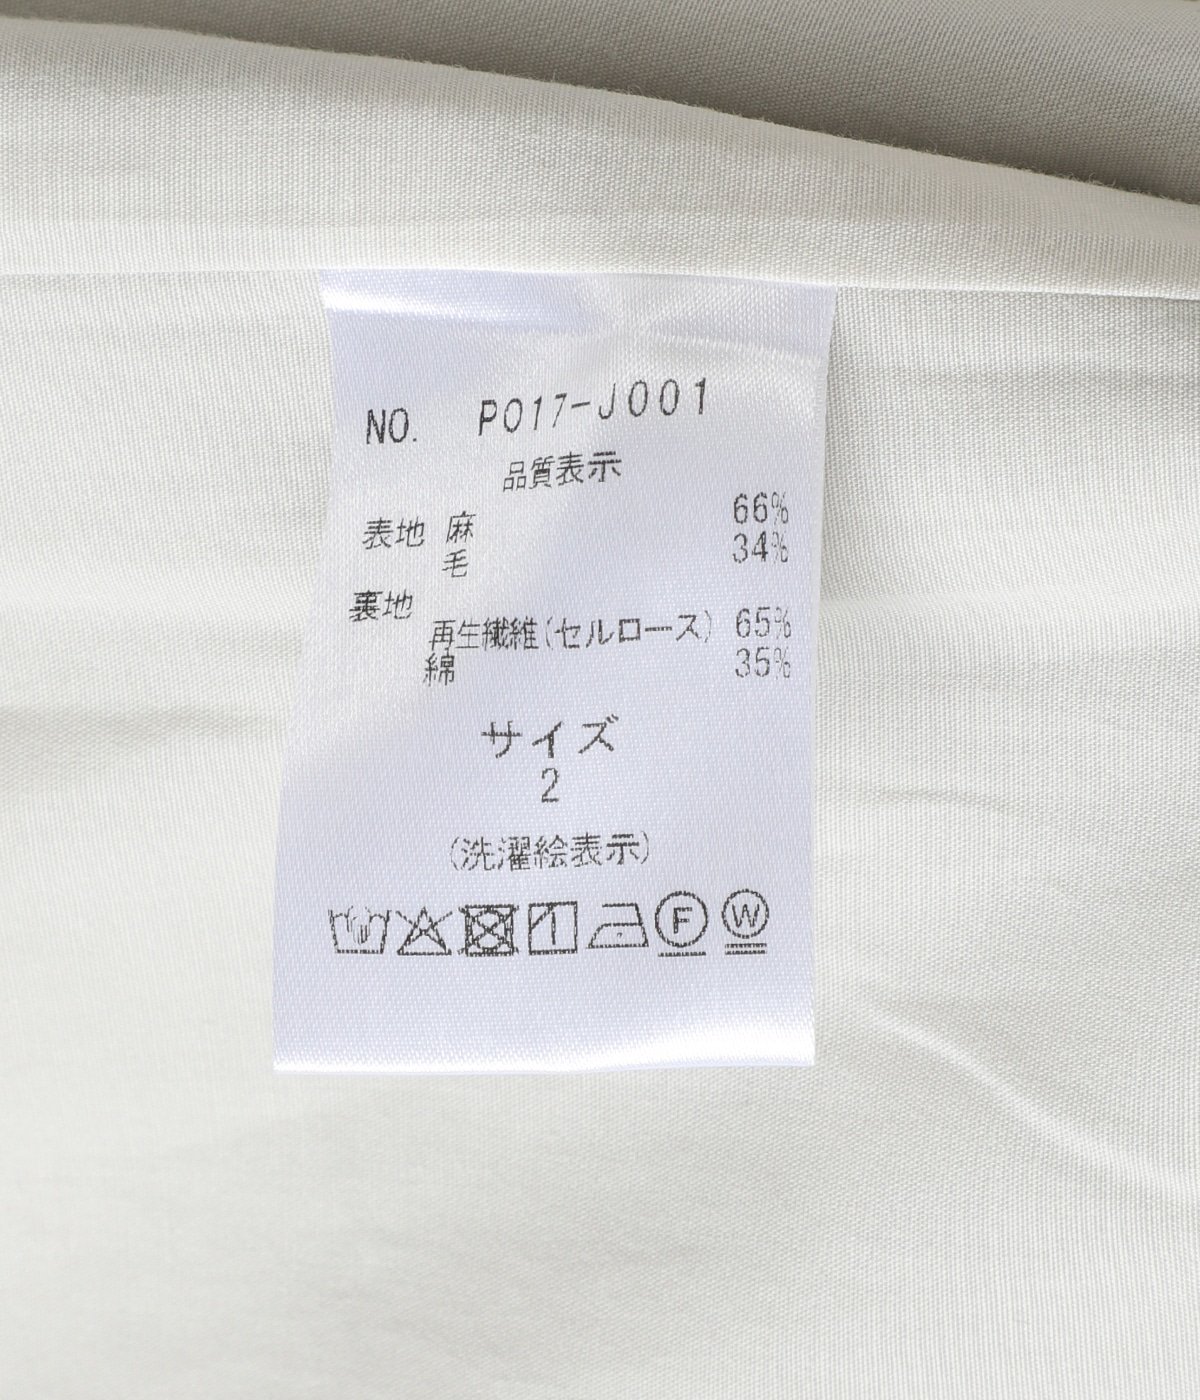 NO. P017-J001
品質表示
表地 麻 66%
毛 34%
裏地
再生繊維(セルロース) 65%
綿 35%
サイズ
2
(洗濯絵表示)
F W